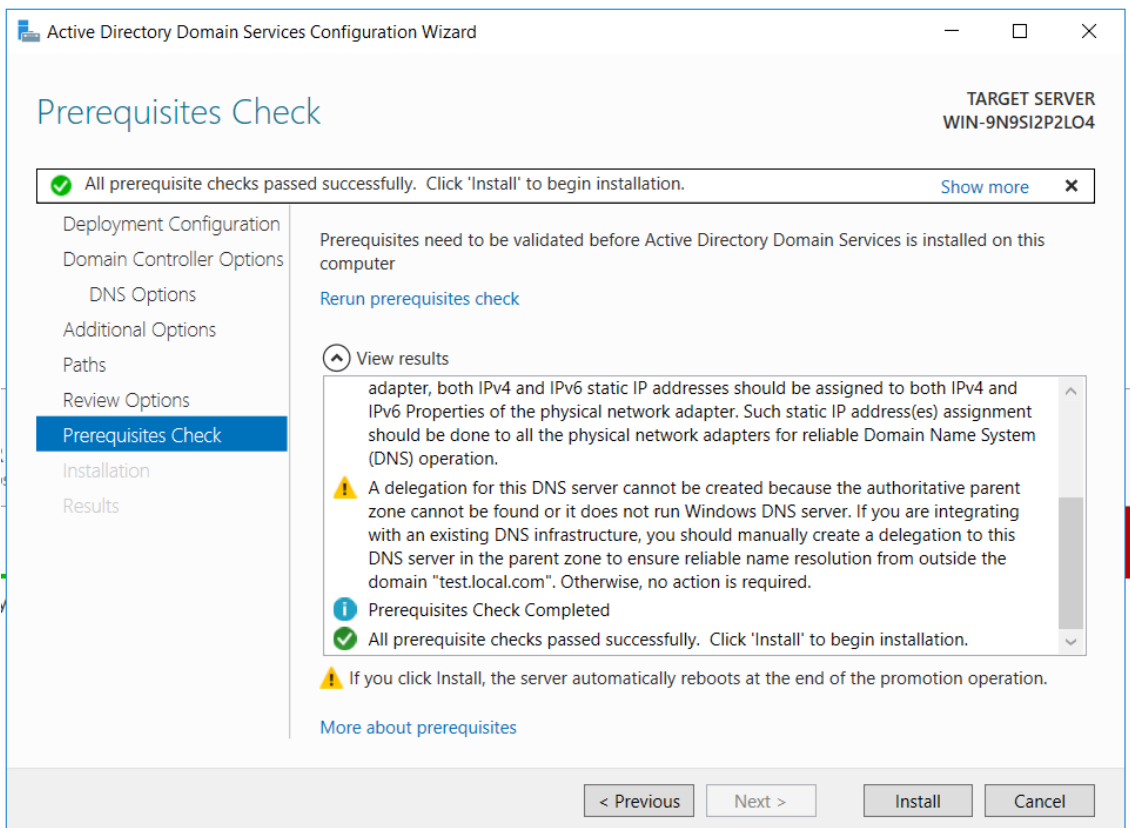 Active Directory Domain Services Configuration Wizard
Prerequisites Check
TARGET SERVER
WIN-9N9SI2P2LO4
All prerequisite checks passed successfully.  Click 'Install' to begin installation.
Show more
Deployment Configuration
Domain Controller Options
DNS Options
Additional Options
Paths
Review Options
Prerequisites Check
Installation
Results
Prerequisites need to be validated before Active Directory Domain Services is installed on this
computer
Rerun prerequisites check
View results
adapter, both IPv4 and IPv6 static IP addresses should be assigned to both IPv4 and
IPv6 Properties of the physical network adapter. Such static IP address(es) assignment
should be done to all the physical network adapters for reliable Domain Name System
(DNS) operation.
A delegation for this DNS server cannot be created because the authoritative parent
zone cannot be found or it does not run Windows DNS server. If you are integrating
with an existing DNS infrastructure, you should manually create a delegation to this
DNS server in the parent zone to ensure reliable name resolution from outside the
domain "test.local.com". Otherwise, no action is required.
Prerequisites Check Completed
All prerequisite checks passed successfully.  Click 'Install' to begin installation.
If you click Install, the server automatically reboots at the end of the promotion operation.
More about prerequisites
< Previous
Next >
Install
Cancel